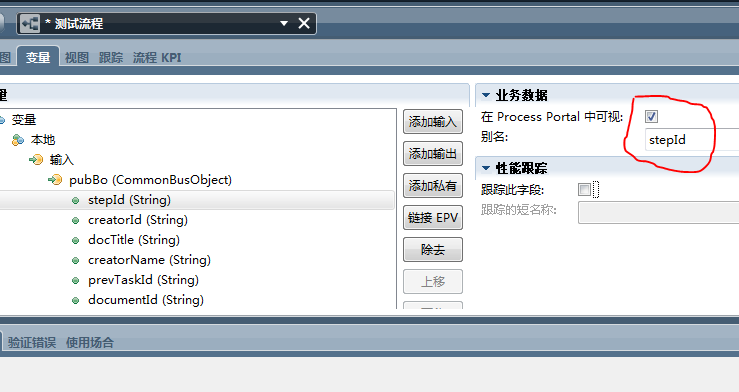 * 测试流程
图 变量 视图 跟踪 流程 KPI
量
变量
本地
输入
pubBo (CommonBusObject)
stepId (String)
creatorId (String)
docTitle (String)
creatorName (String)
prevTaskId (String)
documentId (String)
添加输入
添加输出
添加私有
链接 EPV
除去
上移
业务数据
在 Process Portal 中可视:
别名:
stepId
性能跟踪
跟踪此字段:
跟踪的短名称:
验证错误 使用场合